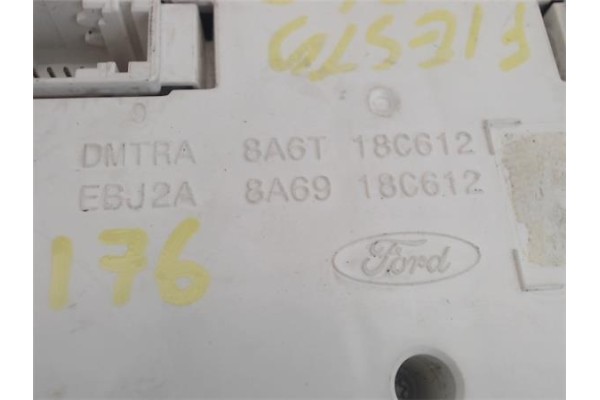 FIESTA
DMTRA 8A6T 18C612
EBJ2A 8A69 18C612
176
Ford